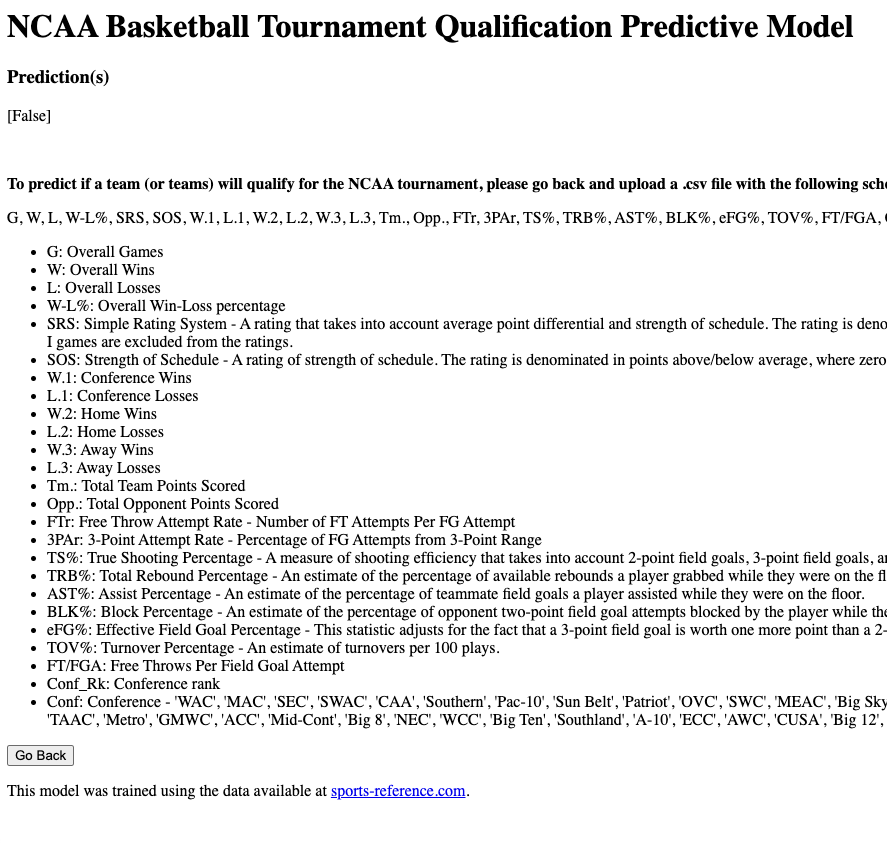 NCAA Basketball Tournament Qualification Predictive Model
Prediction(s)
[False]
To predict if a team (or teams) will qualify for the NCAA tournament, please go back and upload a .csv file with the following sche
G, W, L, W-L%, SRS, SOS, W.1, L.1, W.2, L.2, W.3, L.3, Tm., Opp., FTr, 3PAr, TS%, TRB%, AST%, BLK%, eFG%, TOV%, FT/FGA,
• G: Overall Games
• W: Overall Wins
• L: Overall Losses
• W-L%: Overall Win-Loss percentage
• SRS: Simple Rating System - A rating that takes into account average point differential and strength of schedule. The rating is deno
I games are excluded from the ratings.
• SOS: Strength of Schedule - A rating of strength of schedule. The rating is denominated in points above/below average, where zero
• W.1: Conference Wins
• L.1: Conference Losses
• W.2: Home Wins
• L.2: Home Losses
• W.3: Away Wins
• L.3: Away Losses
• Tm.: Total Team Points Scored
• Opp.: Total Opponent Points Scored
• FTr: Free Throw Attempt Rate - Number of FT Attempts Per FG Attempt
• 3PAr: 3-Point Attempt Rate - Percentage of FG Attempts from 3-Point Range
• TS%: True Shooting Percentage - A measure of shooting efficiency that takes into account 2-point field goals, 3-point field goals, a
• TRB%: Total Rebound Percentage - An estimate of the percentage of available rebounds a player grabbed while they were on the fl
• AST%: Assist Percentage - An estimate of the percentage of teammate field goals a player assisted while they were on the floor.
• BLK%: Block Percentage - An estimate of the percentage of opponent two-point field goal attempts blocked by the player while the
• eFG%: Effective Field Goal Percentage - This statistic adjusts for the fact that a 3-point field goal is worth one more point than a 2-
• TOV%: Turnover Percentage - An estimate of turnovers per 100 plays.
• FT/FGA: Free Throws Per Field Goal Attempt
• Conf_Rk: Conference rank
• Conf: Conference - 'WAC', 'MAC', 'SEC', 'SWAC', 'CAA', 'Southern', 'Pac-10', 'Sun Belt', 'Patriot', 'OVC', 'SWC', 'MEAC', 'Big Sky
'TAAC', 'Metro', 'GMWC', 'ACC', 'Mid-Cont', 'Big 8', 'NEC', 'WCC', 'Big Ten', 'Southland', 'A-10', 'ECC', 'AWC', 'CUSA', 'Big 12',
Go Back
This model was trained using the data available at sports-reference.com.